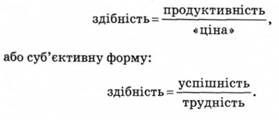 здібність = продуктивність
«ціна» ,
або суб’єктивну форму:
здібність = успішність
трудність .